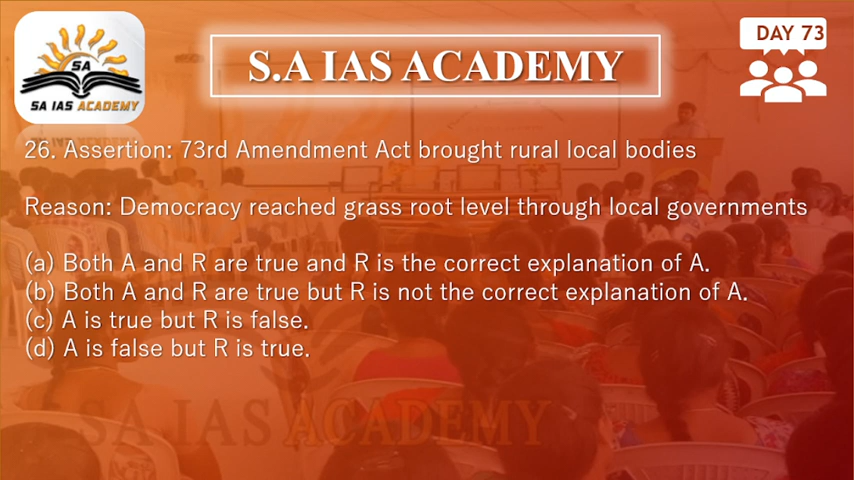 DAY 73
S.A IAS ACADEMY
SA
SA IAS ACADEMY
26. Assertion: 73rd Amendment Act brought rural local bodies
Reason: Democracy reached grass root level through local governments
(a) Both A and R are true and R is the correct explanation of A.
(b) Both A and R are true but R is not the correct explanation of A.
(c) A is true but R is false.
(d) A is false but R is true.
SA IAS ACADEMY